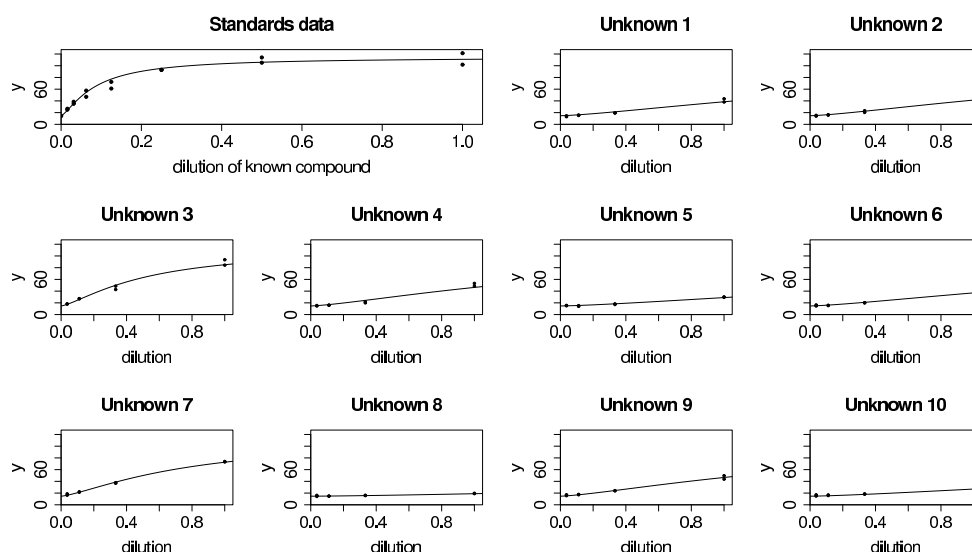 Standards data
y
0 60
0.0 0.2 0.4 0.6 0.8 1.0
dilution of known compound
Unknown 1
y
0 60
0.0 0.4 0.8
dilution
Unknown 2
y
0 60
0.0 0.4 0.8
dilution
Unknown 3
y
0 60
0.0 0.4 0.8
dilution
Unknown 4
y
0 60
0.0 0.4 0.8
dilution
Unknown 5
y
0 60
0.0 0.4 0.8
dilution
Unknown 6
y
0 60
0.0 0.4 0.8
dilution
Unknown 7
y
0 60
0.0 0.4 0.8
dilution
Unknown 8
y
0 60
0.0 0.4 0.8
dilution
Unknown 9
y
0 60
0.0 0.4 0.8
dilution
Unknown 10
y
0 60
0.0 0.4 0.8
dilution